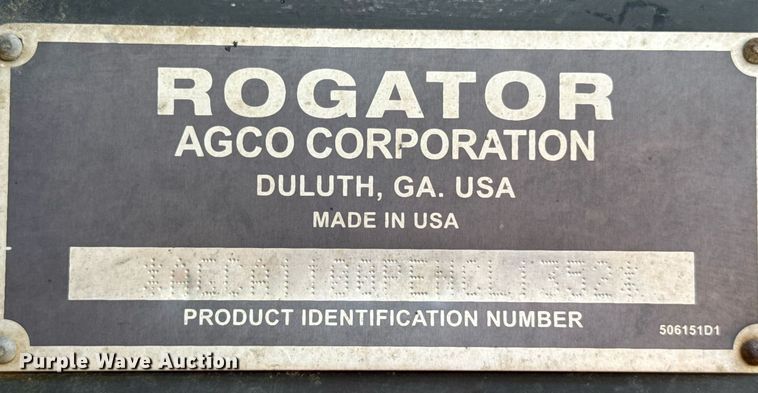 ROGATOR
AGCO CORPORATION
DULUTH, GA. USA
MADE IN USA
PRODUCT IDENTIFICATION NUMBER
506151D1
Purple Wave Auction